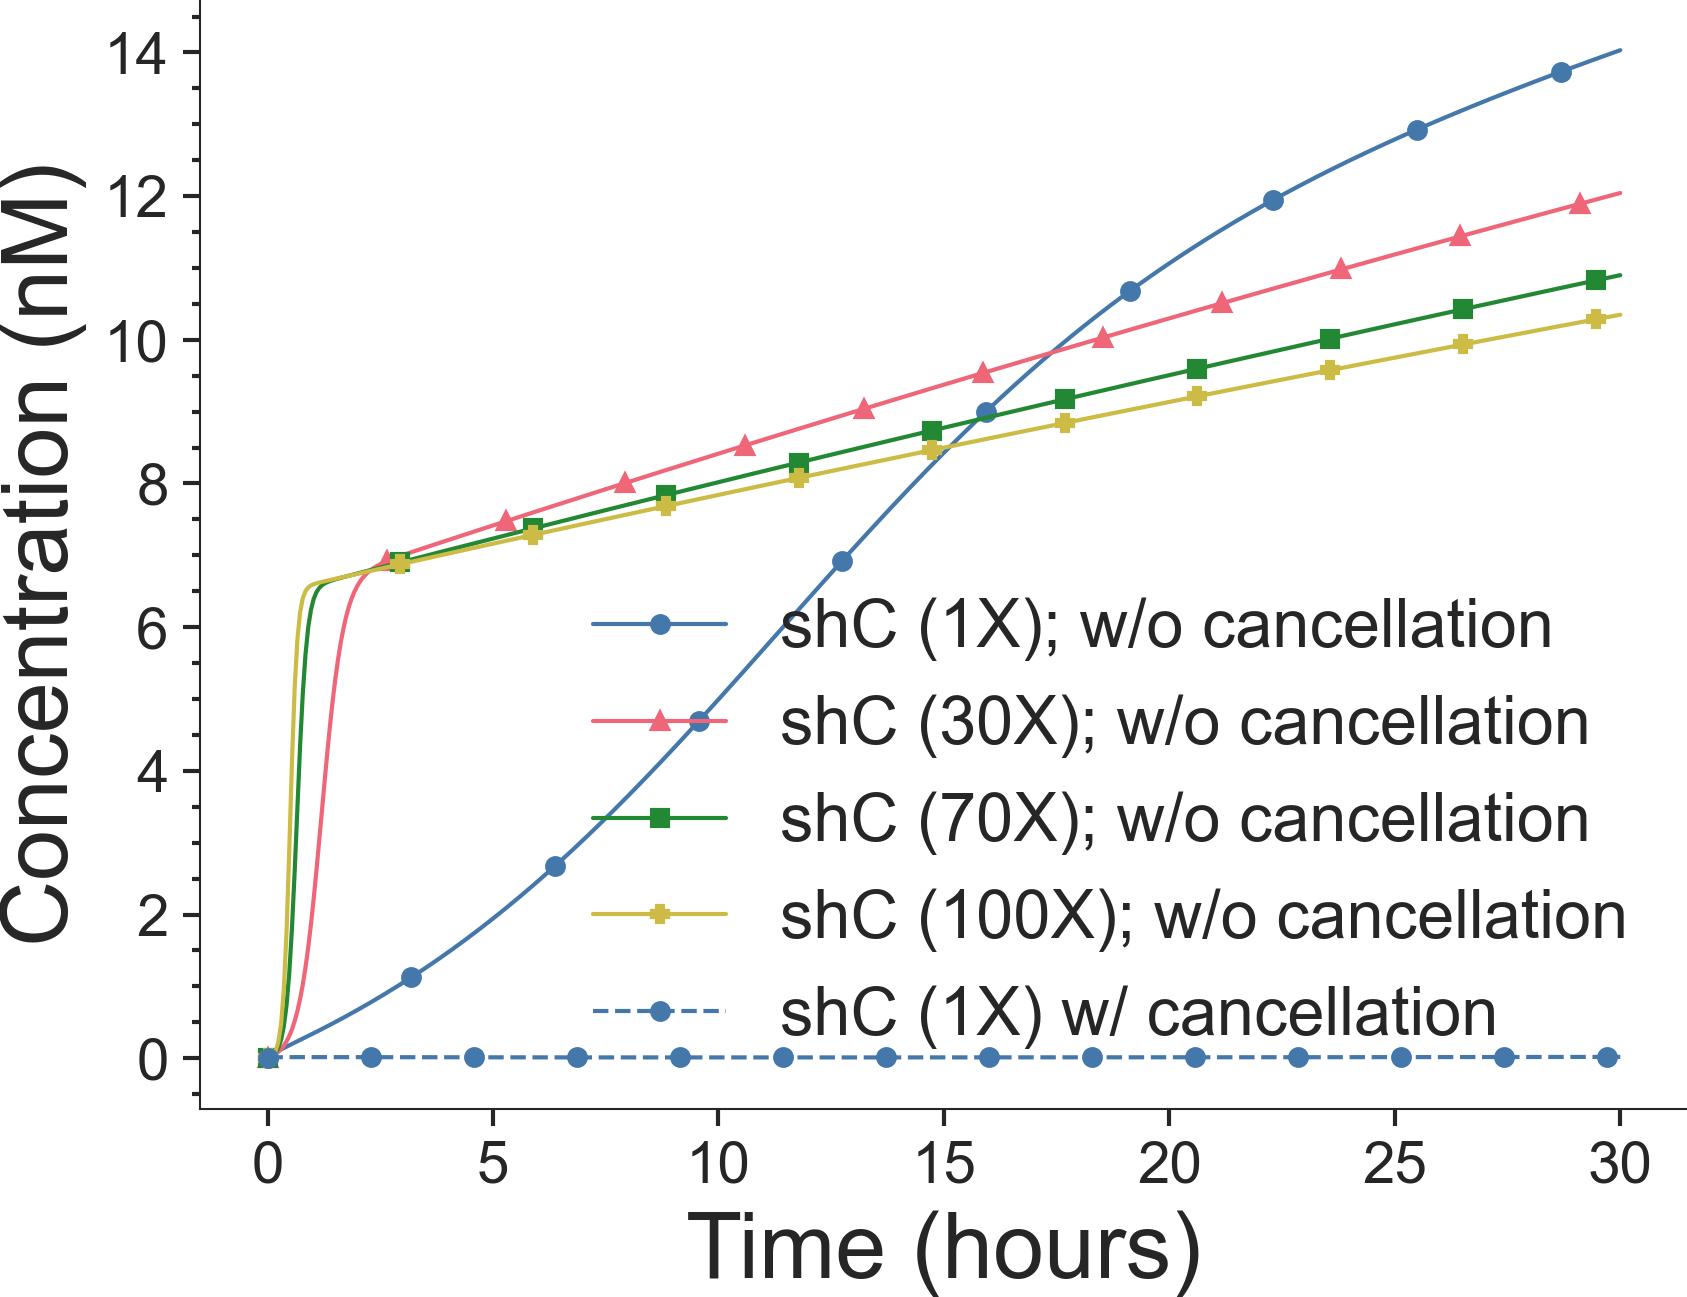 Concentration (nM)
14
12
10
8
6
4
2
0
shC (1X); w/o cancellation
shC (30X); w/o cancellation
shC (70X); w/o cancellation
shC (100X); w/o cancellation
shC (1X) w/ cancellation
0 5 10 15 20 25 30
Time (hours)